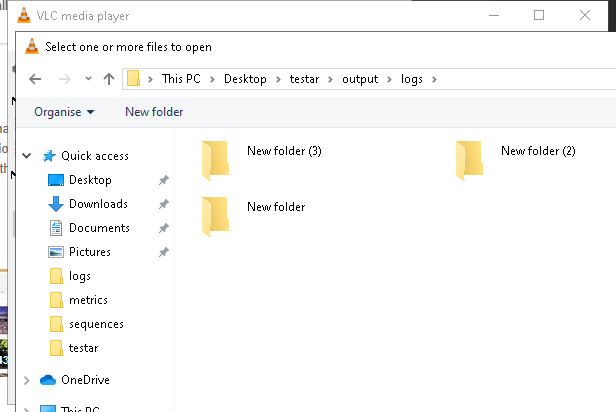 VLC media player
Select one or more files to open
This PC > Desktop > testar > output > logs >
Organise New folder
Quick access
Desktop
Downloads
Documents
Pictures
logs
metrics
sequences
testar
OneDrive
This PC
New folder (3)
New folder (2)
New folder